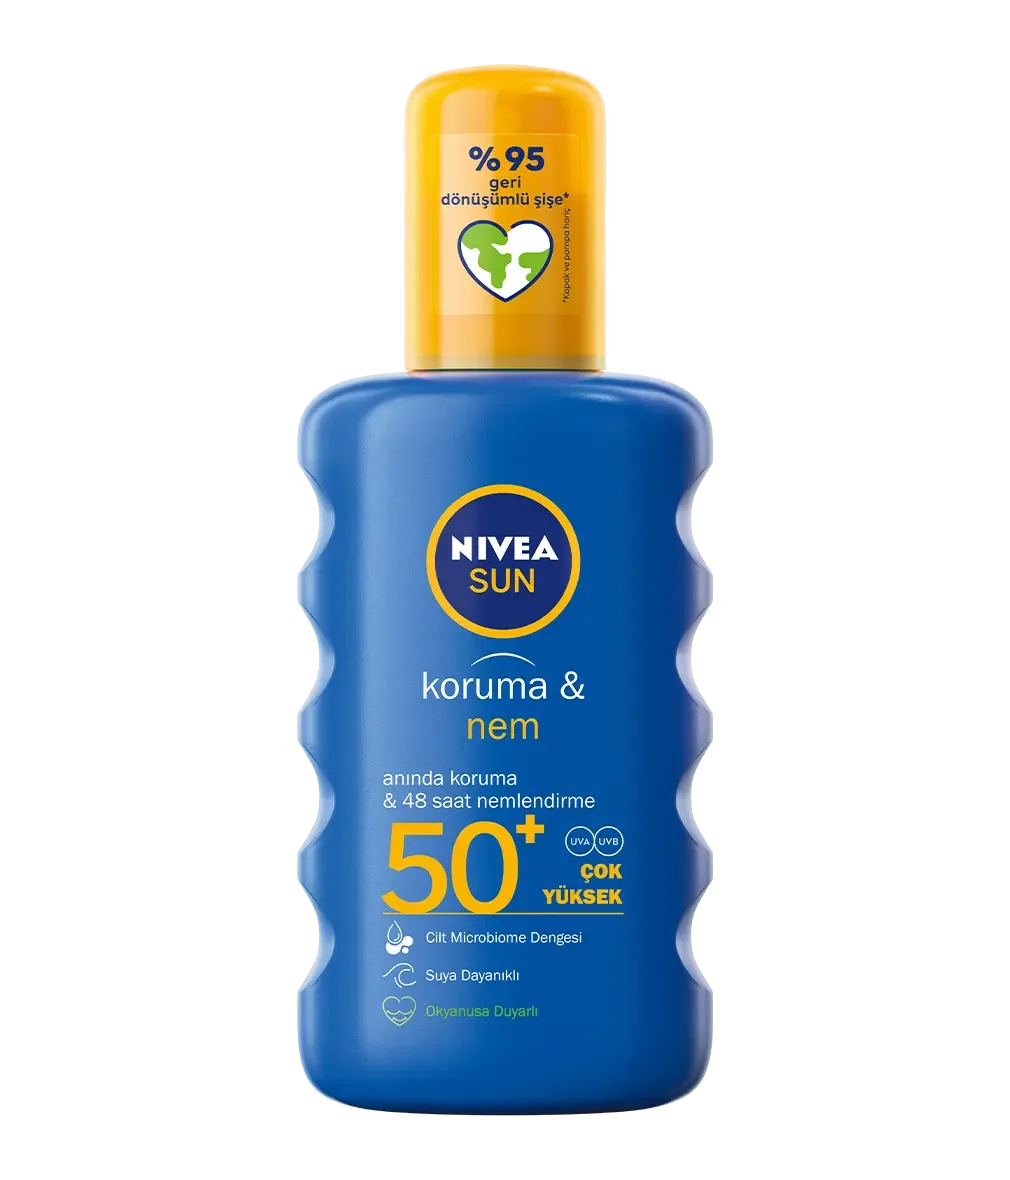 %95
geri
dönüşümlü şişe*
*Kapak ve pompa hariç
NIVEA
SUN
koruma &
nem
anında koruma
& 48 saat nemlendirme
50+
UVA UVB
ÇOK
YÜKSEK
Cilt Microbiome Dengesi
Suya Dayanıklı
Okyanusa Duyarlı